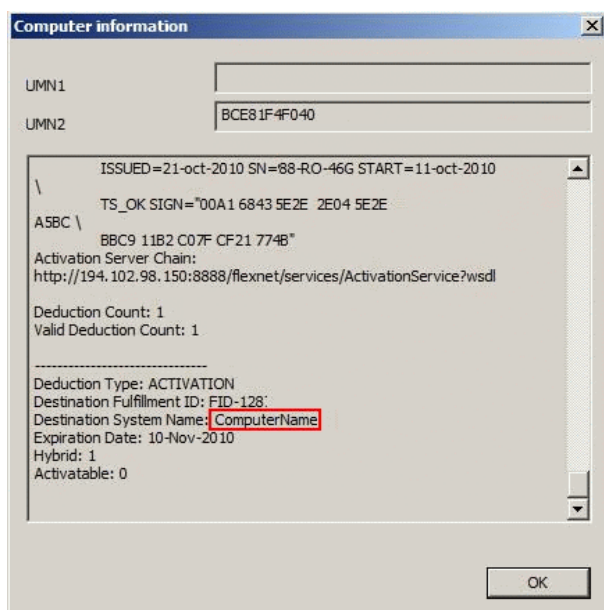 Computer information
UMN1
UMN2
BCE81F4F040
ISSUED=21-oct-2010 SN=88-RO-46G START=11-oct-2010
\
TS_OK SIGN="00A1 6843 5E2E 2E04 5E2E
A5BC \
BBC9 11B2 C07F CF21 774B"
Activation Server Chain:
http://194.102.98.150:8888/flexnet/services/ActivationService?wsdl
Deduction Count: 1
Valid Deduction Count: 1
-------------------------------
Deduction Type: ACTIVATION
Destination Fulfillment ID: FID-128
Destination System Name: ComputerName
Expiration Date: 10-Nov-2010
Hybrid: 1
Activatable: 0
OK